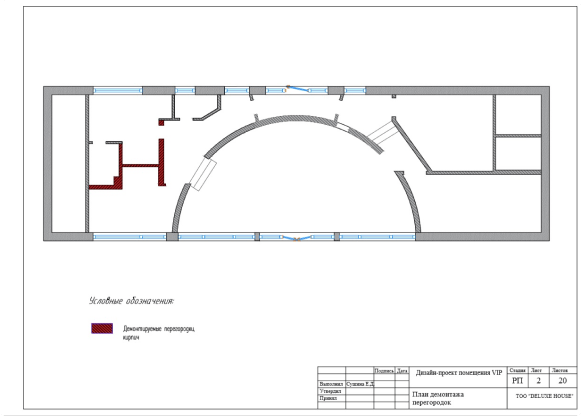 Условные обозначения:
Демонтируемые перегородки,
кирпич
Подпись Дата
Дизайн-проект помещения VIP
Стадия Лист Листов
РП 2 20
Выполнил Сушина Е.Д.
Утвердил
Принял
План демонтажа
перегородок
ТОО "DELUXE HOUSE"